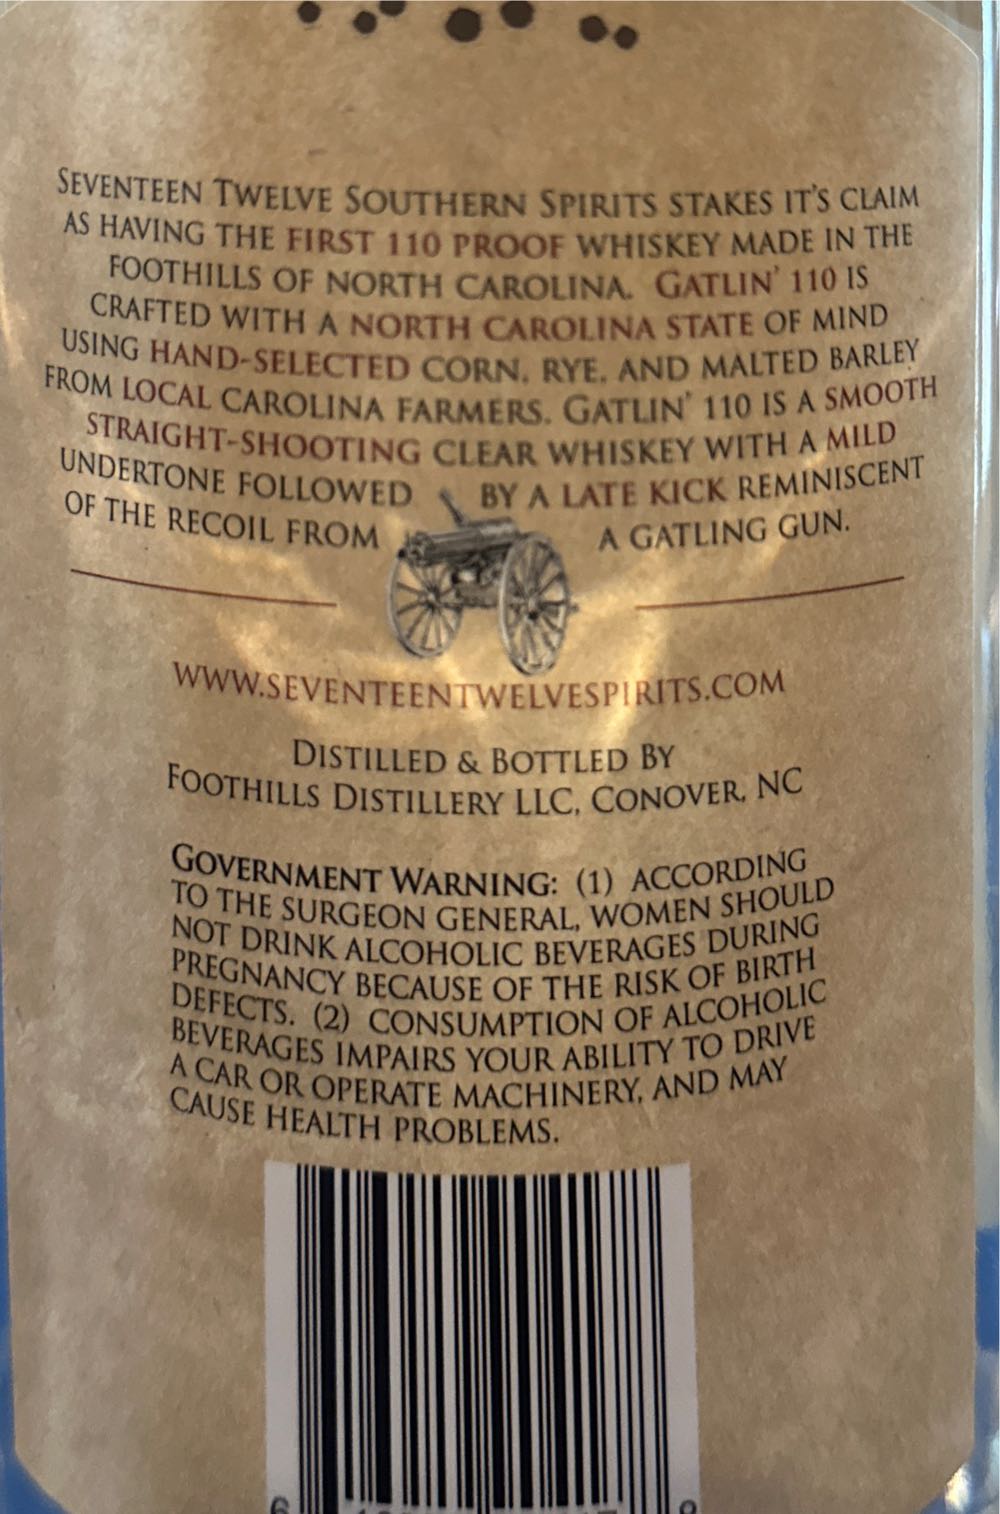 SEVENTEEN TWELVE SOUTHERN SPIRITS STAKES IT'S CLAIM
AS HAVING THE FIRST 110 PROOF WHISKEY MADE IN THE
FOOTHILLS OF NORTH CAROLINA. GATLIN' 110 IS
CRAFTED WITH A NORTH CAROLINA STATE OF MIND
USING HAND-SELECTED CORN, RYE, AND MALTED BARLEY
FROM LOCAL CAROLINA FARMERS. GATLIN' 110 IS A SMOOTH
STRAIGHT-SHOOTING CLEAR WHISKEY WITH A MILD
UNDERTONE FOLLOWED BY A LATE KICK REMINISCENT
OF THE RECOIL FROM A GATLING GUN.
WWW.SEVENTEENTWELVESPIRITS.COM
DISTILLED & BOTTLED BY
FOOTHILLS DISTILLERY LLC, CONOVER, NC
GOVERNMENT WARNING: (1) ACCORDING
TO THE SURGEON GENERAL, WOMEN SHOULD
NOT DRINK ALCOHOLIC BEVERAGES DURING
PREGNANCY BECAUSE OF THE RISK OF BIRTH
DEFECTS. (2) CONSUMPTION OF ALCOHOLIC
BEVERAGES IMPAIRS YOUR ABILITY TO DRIVE
A CAR OR OPERATE MACHINERY, AND MAY
CAUSE HEALTH PROBLEMS.